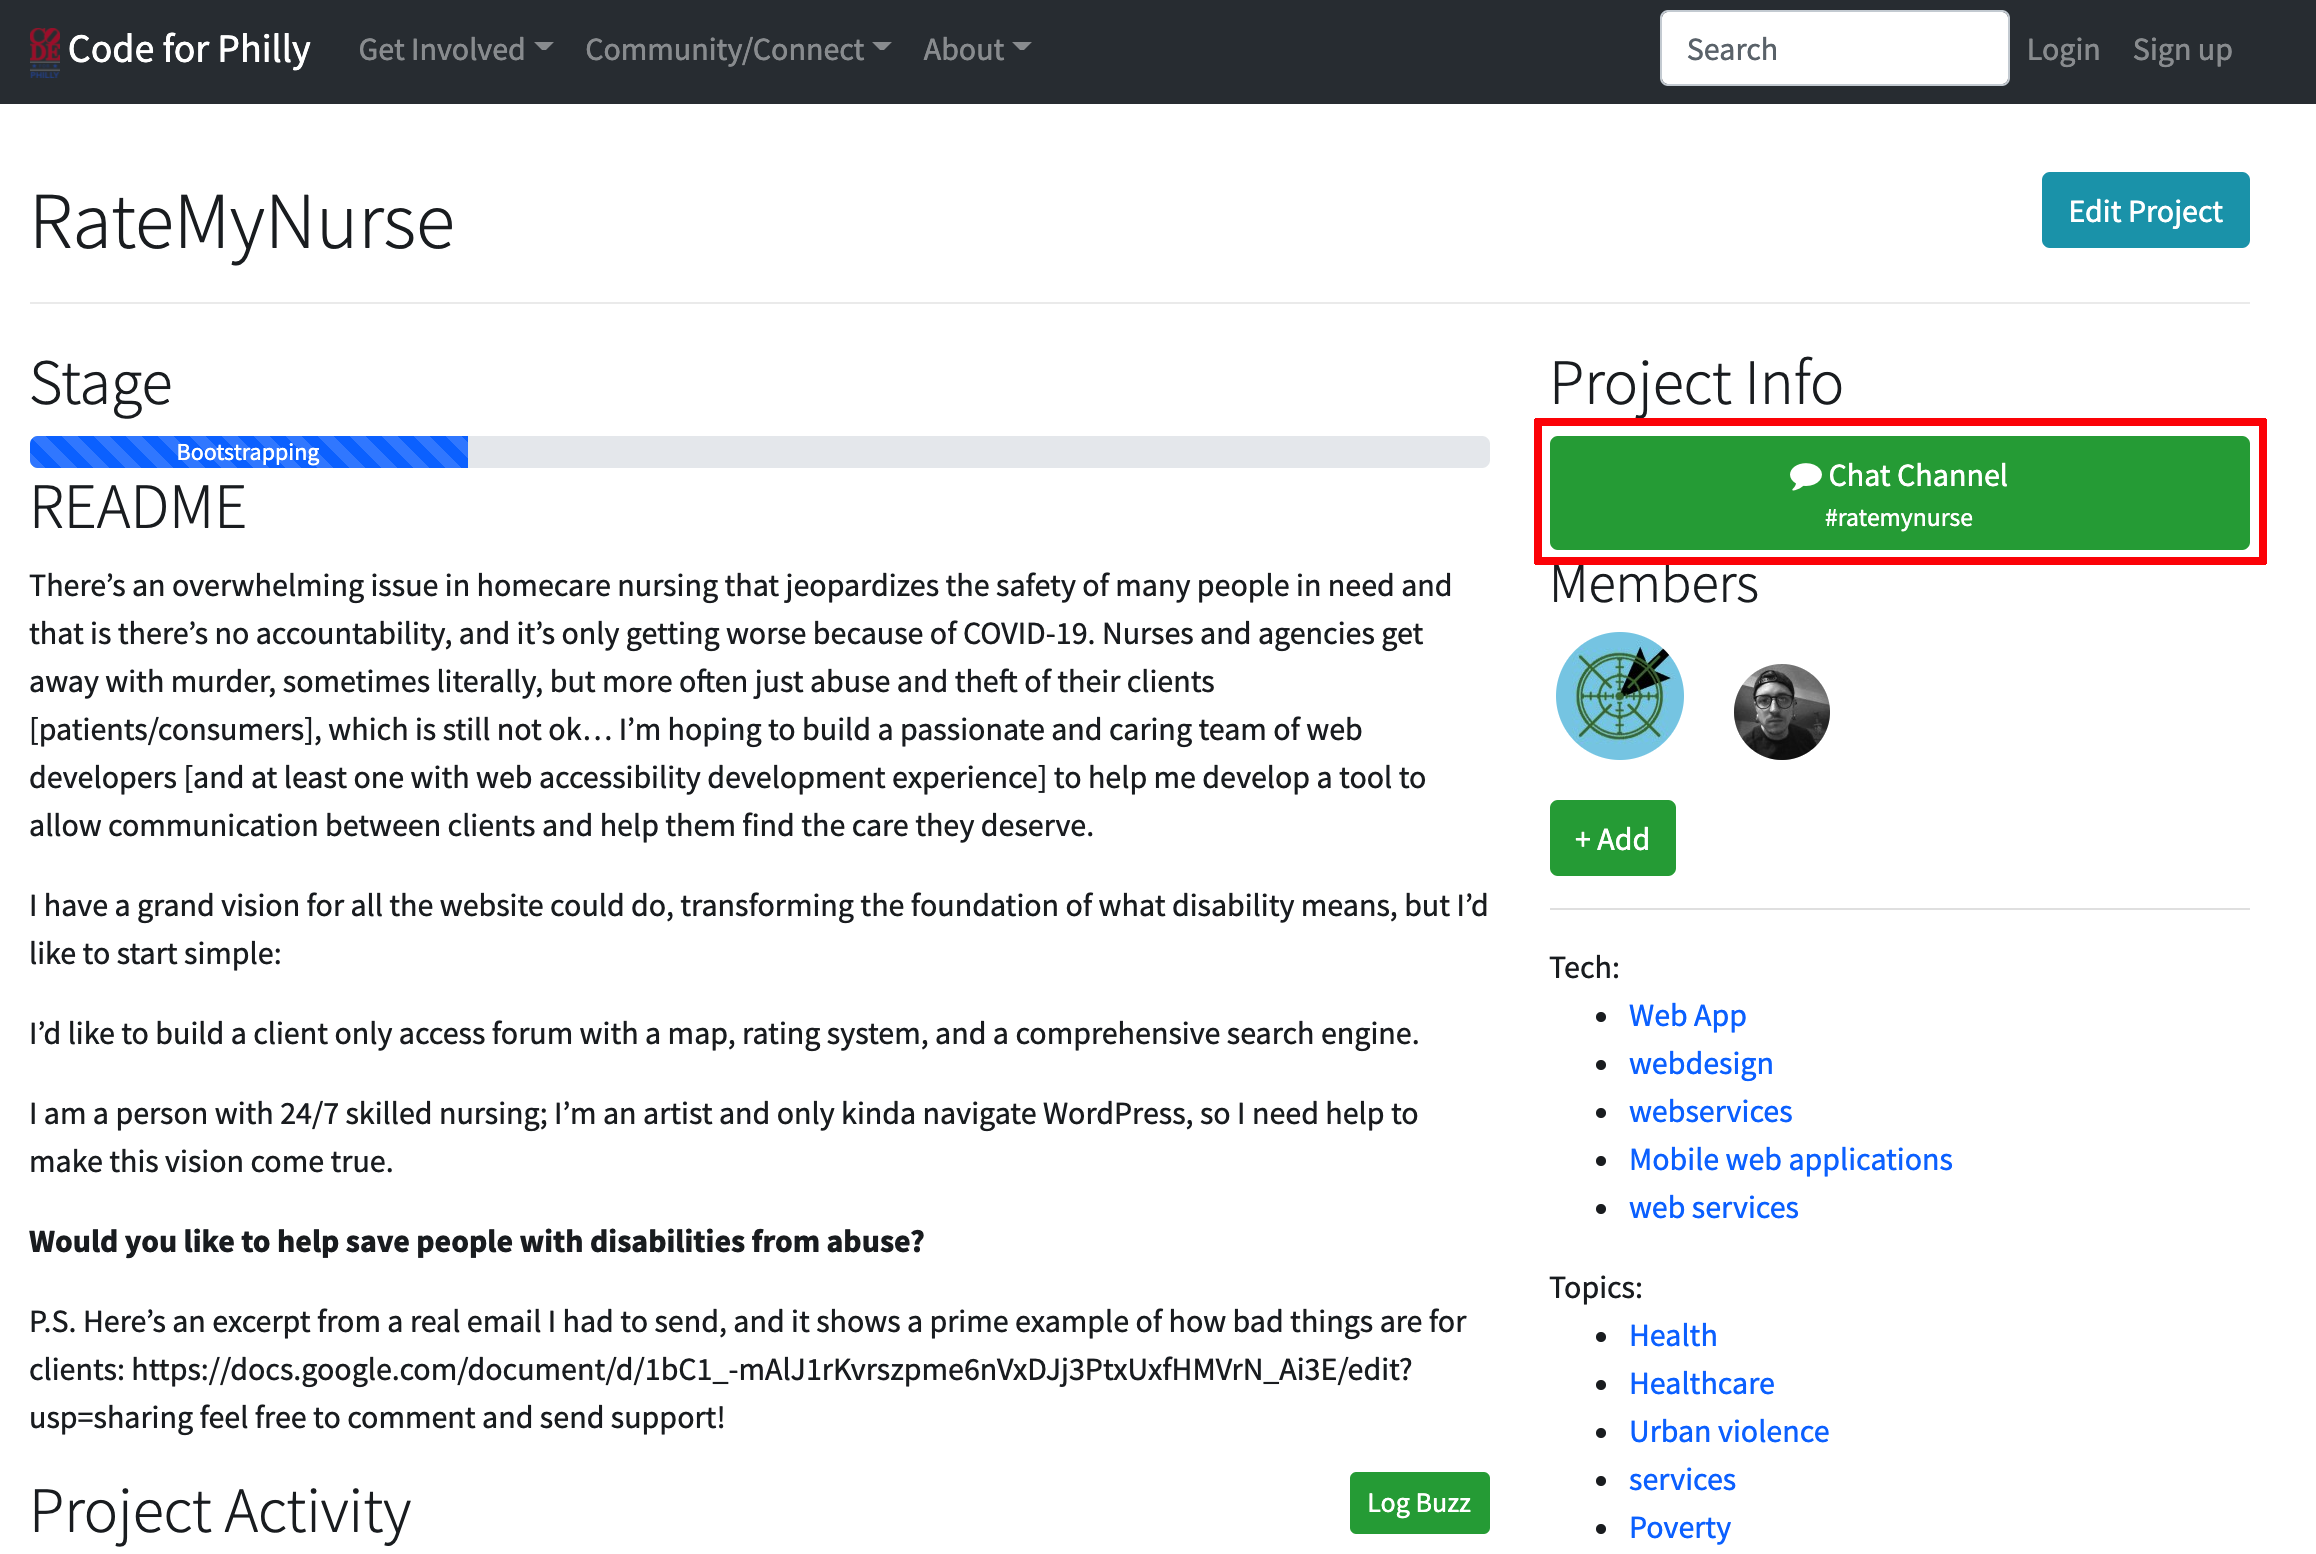 CODE
PHILLY
Code for Philly
Get Involved
Community/Connect
About
Search
Login
Sign up
RateMyNurse
Edit Project
Stage
Bootstrapping
README
There’s an overwhelming issue in homecare nursing that jeopardizes the safety of many people in need and
that is there’s no accountability, and it’s only getting worse because of COVID-19. Nurses and agencies get
away with murder, sometimes literally, but more often just abuse and theft of their clients
[patients/consumers], which is still not ok… I’m hoping to build a passionate and caring team of web
developers [and at least one with web accessibility development experience] to help me develop a tool to
allow communication between clients and help them find the care they deserve.
I have a grand vision for all the website could do, transforming the foundation of what disability means, but I’d
like to start simple:
I’d like to build a client only access forum with a map, rating system, and a comprehensive search engine.
I am a person with 24/7 skilled nursing; I’m an artist and only kinda navigate WordPress, so I need help to
make this vision come true.
Would you like to help save people with disabilities from abuse?
P.S. Here’s an excerpt from a real email I had to send, and it shows a prime example of how bad things are for
clients: https://docs.google.com/document/d/1bC1_-mAlJ1rKvrszpme6nVxDJj3PtxUxfHMVrN_Ai3E/edit?
usp=sharing feel free to comment and send support!
Project Activity
Log Buzz
Project Info
Chat Channel
#ratemynurse
Members
+ Add
Tech:
Web App
webdesign
webservices
Mobile web applications
web services
Topics:
Health
Healthcare
Urban violence
services
Poverty